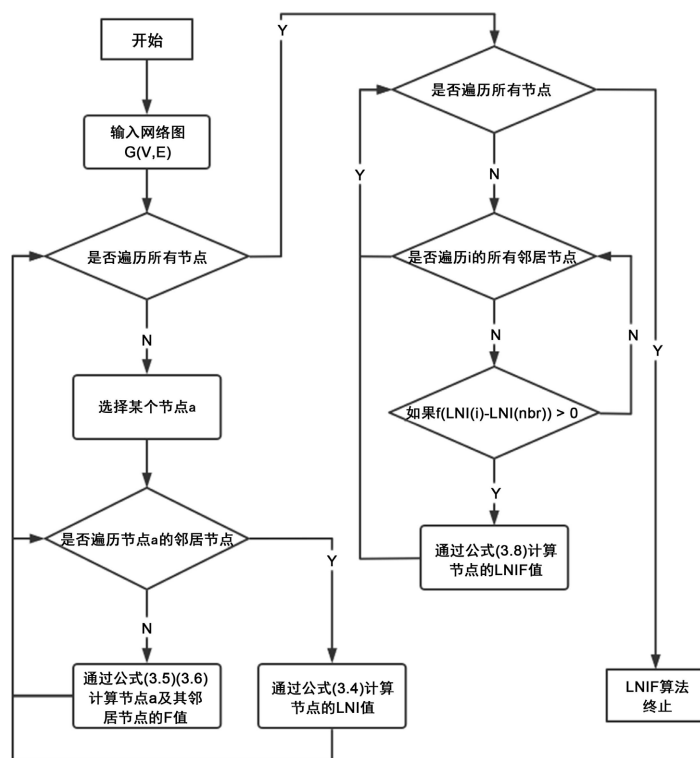 开始
输入网络图
G(V,E)
是否遍历所有节点
Y
N
选择某个节点a
是否遍历节点a的邻居节点
Y
N
通过公式(3.5)(3.6)
计算节点a及其邻
居节点的F值
通过公式(3.4)计算
节点的LNI值
是否遍历所有节点
Y
N
是否遍历i的所有邻居节点
Y
N
N
如果f(LNI(i)-LNI(nbr)) > 0
Y
通过公式(3.8)计算
节点的LNIF值
LNIF算法
终止